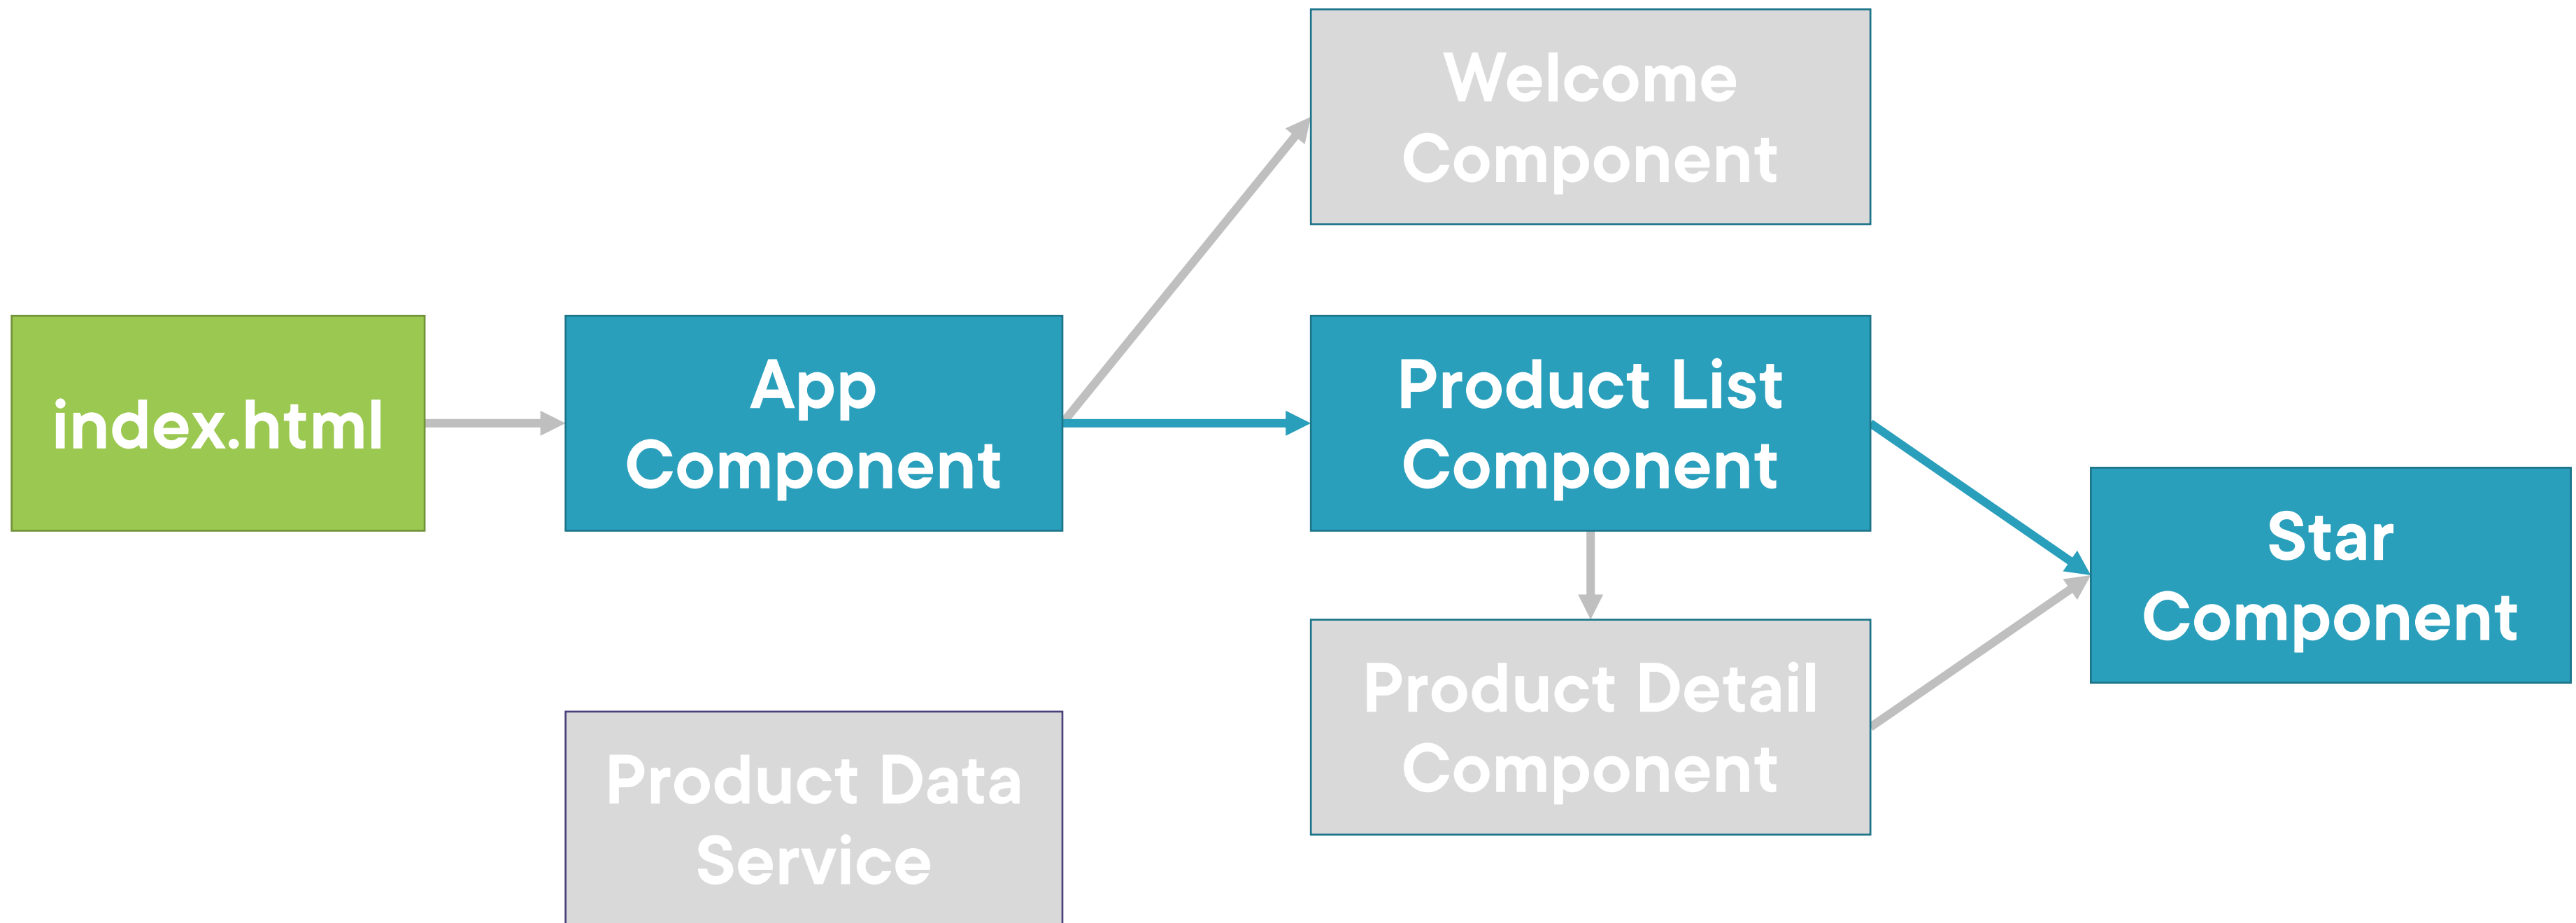 Welcome
Component
index.html
App
Component
Product List
Component
Star
Component
Product Detail
Component
Product Data
Service